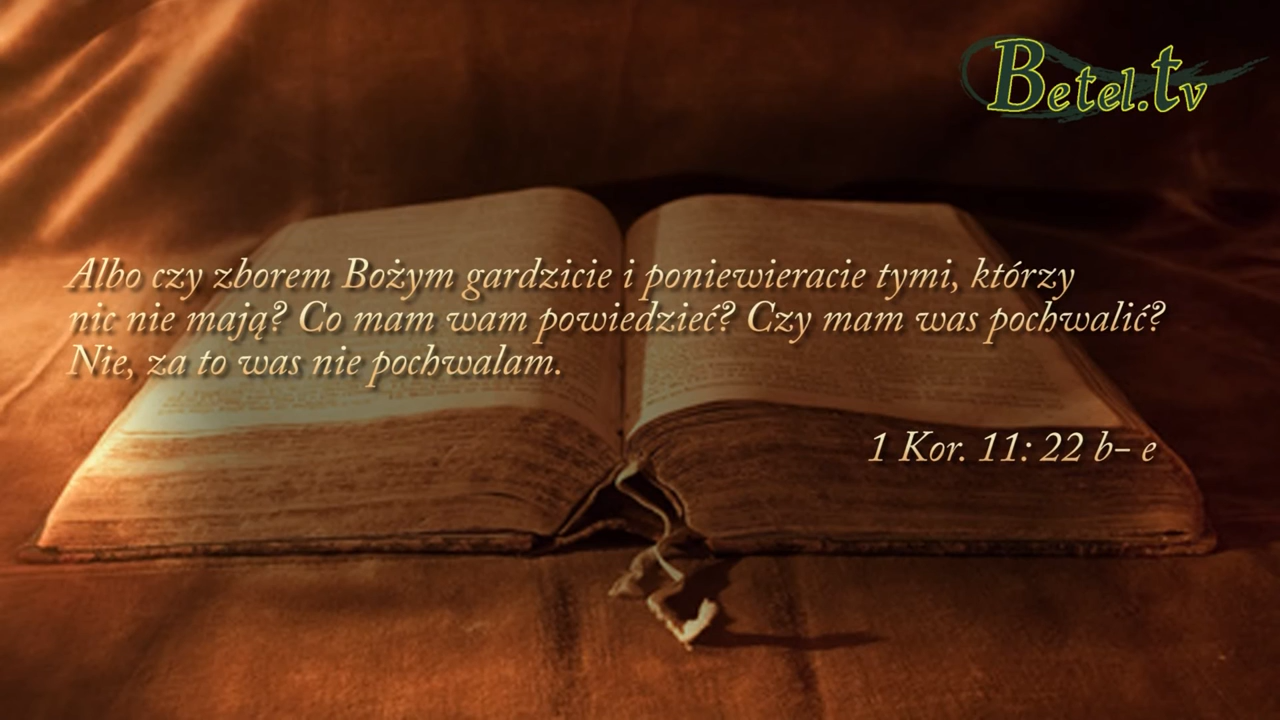 Betel.tv
Albo czy zborem Bożym gardzicie i poniewieracie tymi, którzy
nic nie mają? Co mam wam powiedzieć? Czy mam was pochwalić?
Nie, za to was nie pochwalam.
1 Kor. 11: 22 b- e